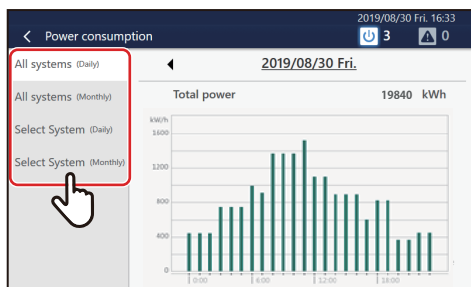 2019/08/30 Fri. 16:33
Power consumption
3
0
All systems (Daily)
All systems (Monthly)
Select System (Daily)
Select System (Monthly)
2019/08/30 Fri.
Total power 19840 kWh
kW/h
1600
1200
800
400
0
0:00 6:00 12:00 18:00